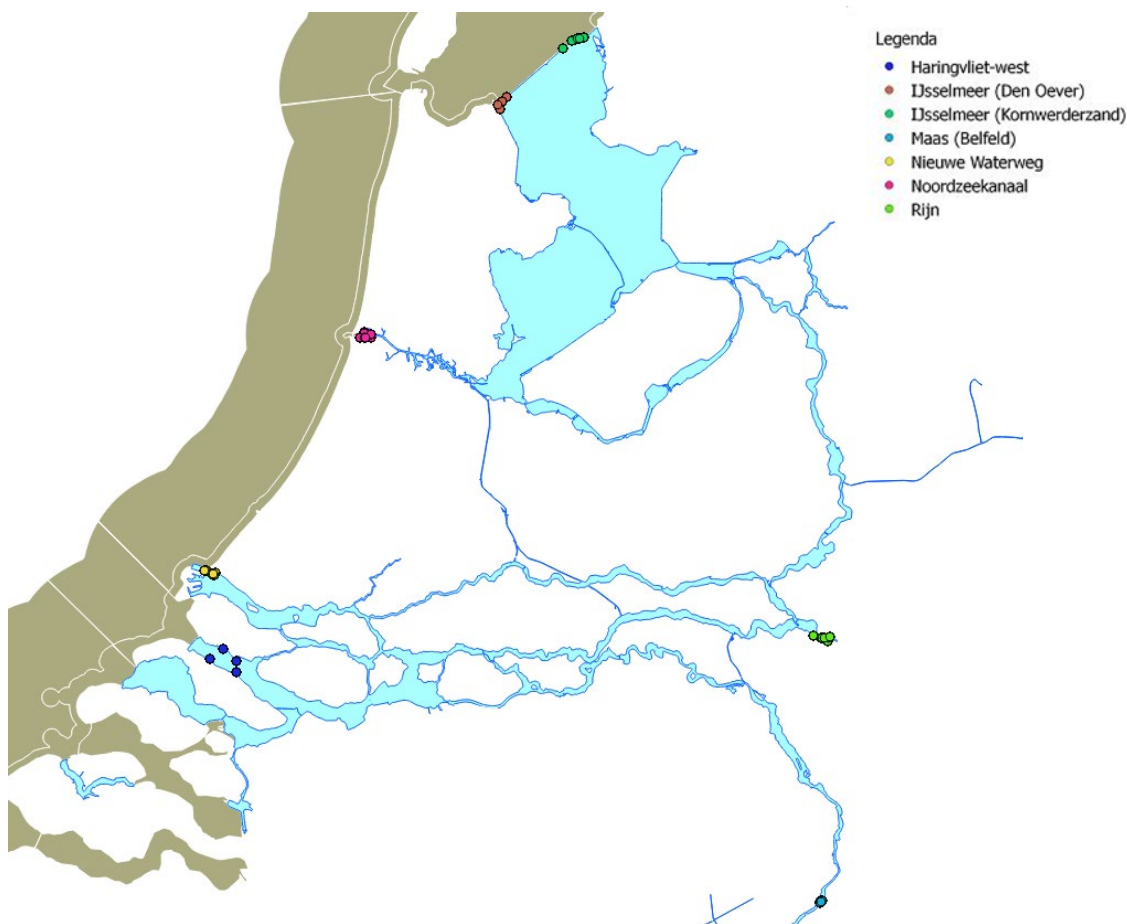 Legenda
Haringvliet-west
IJsselmeer (Den Oever)
IJsselmeer (Kornwerderzand)
Maas (Belfeld)
Nieuwe Waterweg
Noordzeekanaal
Rijn